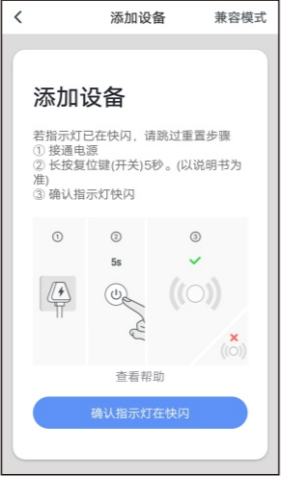 添加设备 兼容模式
添加设备
若指示灯已在快闪，请跳过重置步骤
① 接通电源
② 长按复位键(开关)5秒。(以说明书为
准)
③ 确认指示灯快闪
① ② ③
5s
查看帮助
确认指示灯在快闪